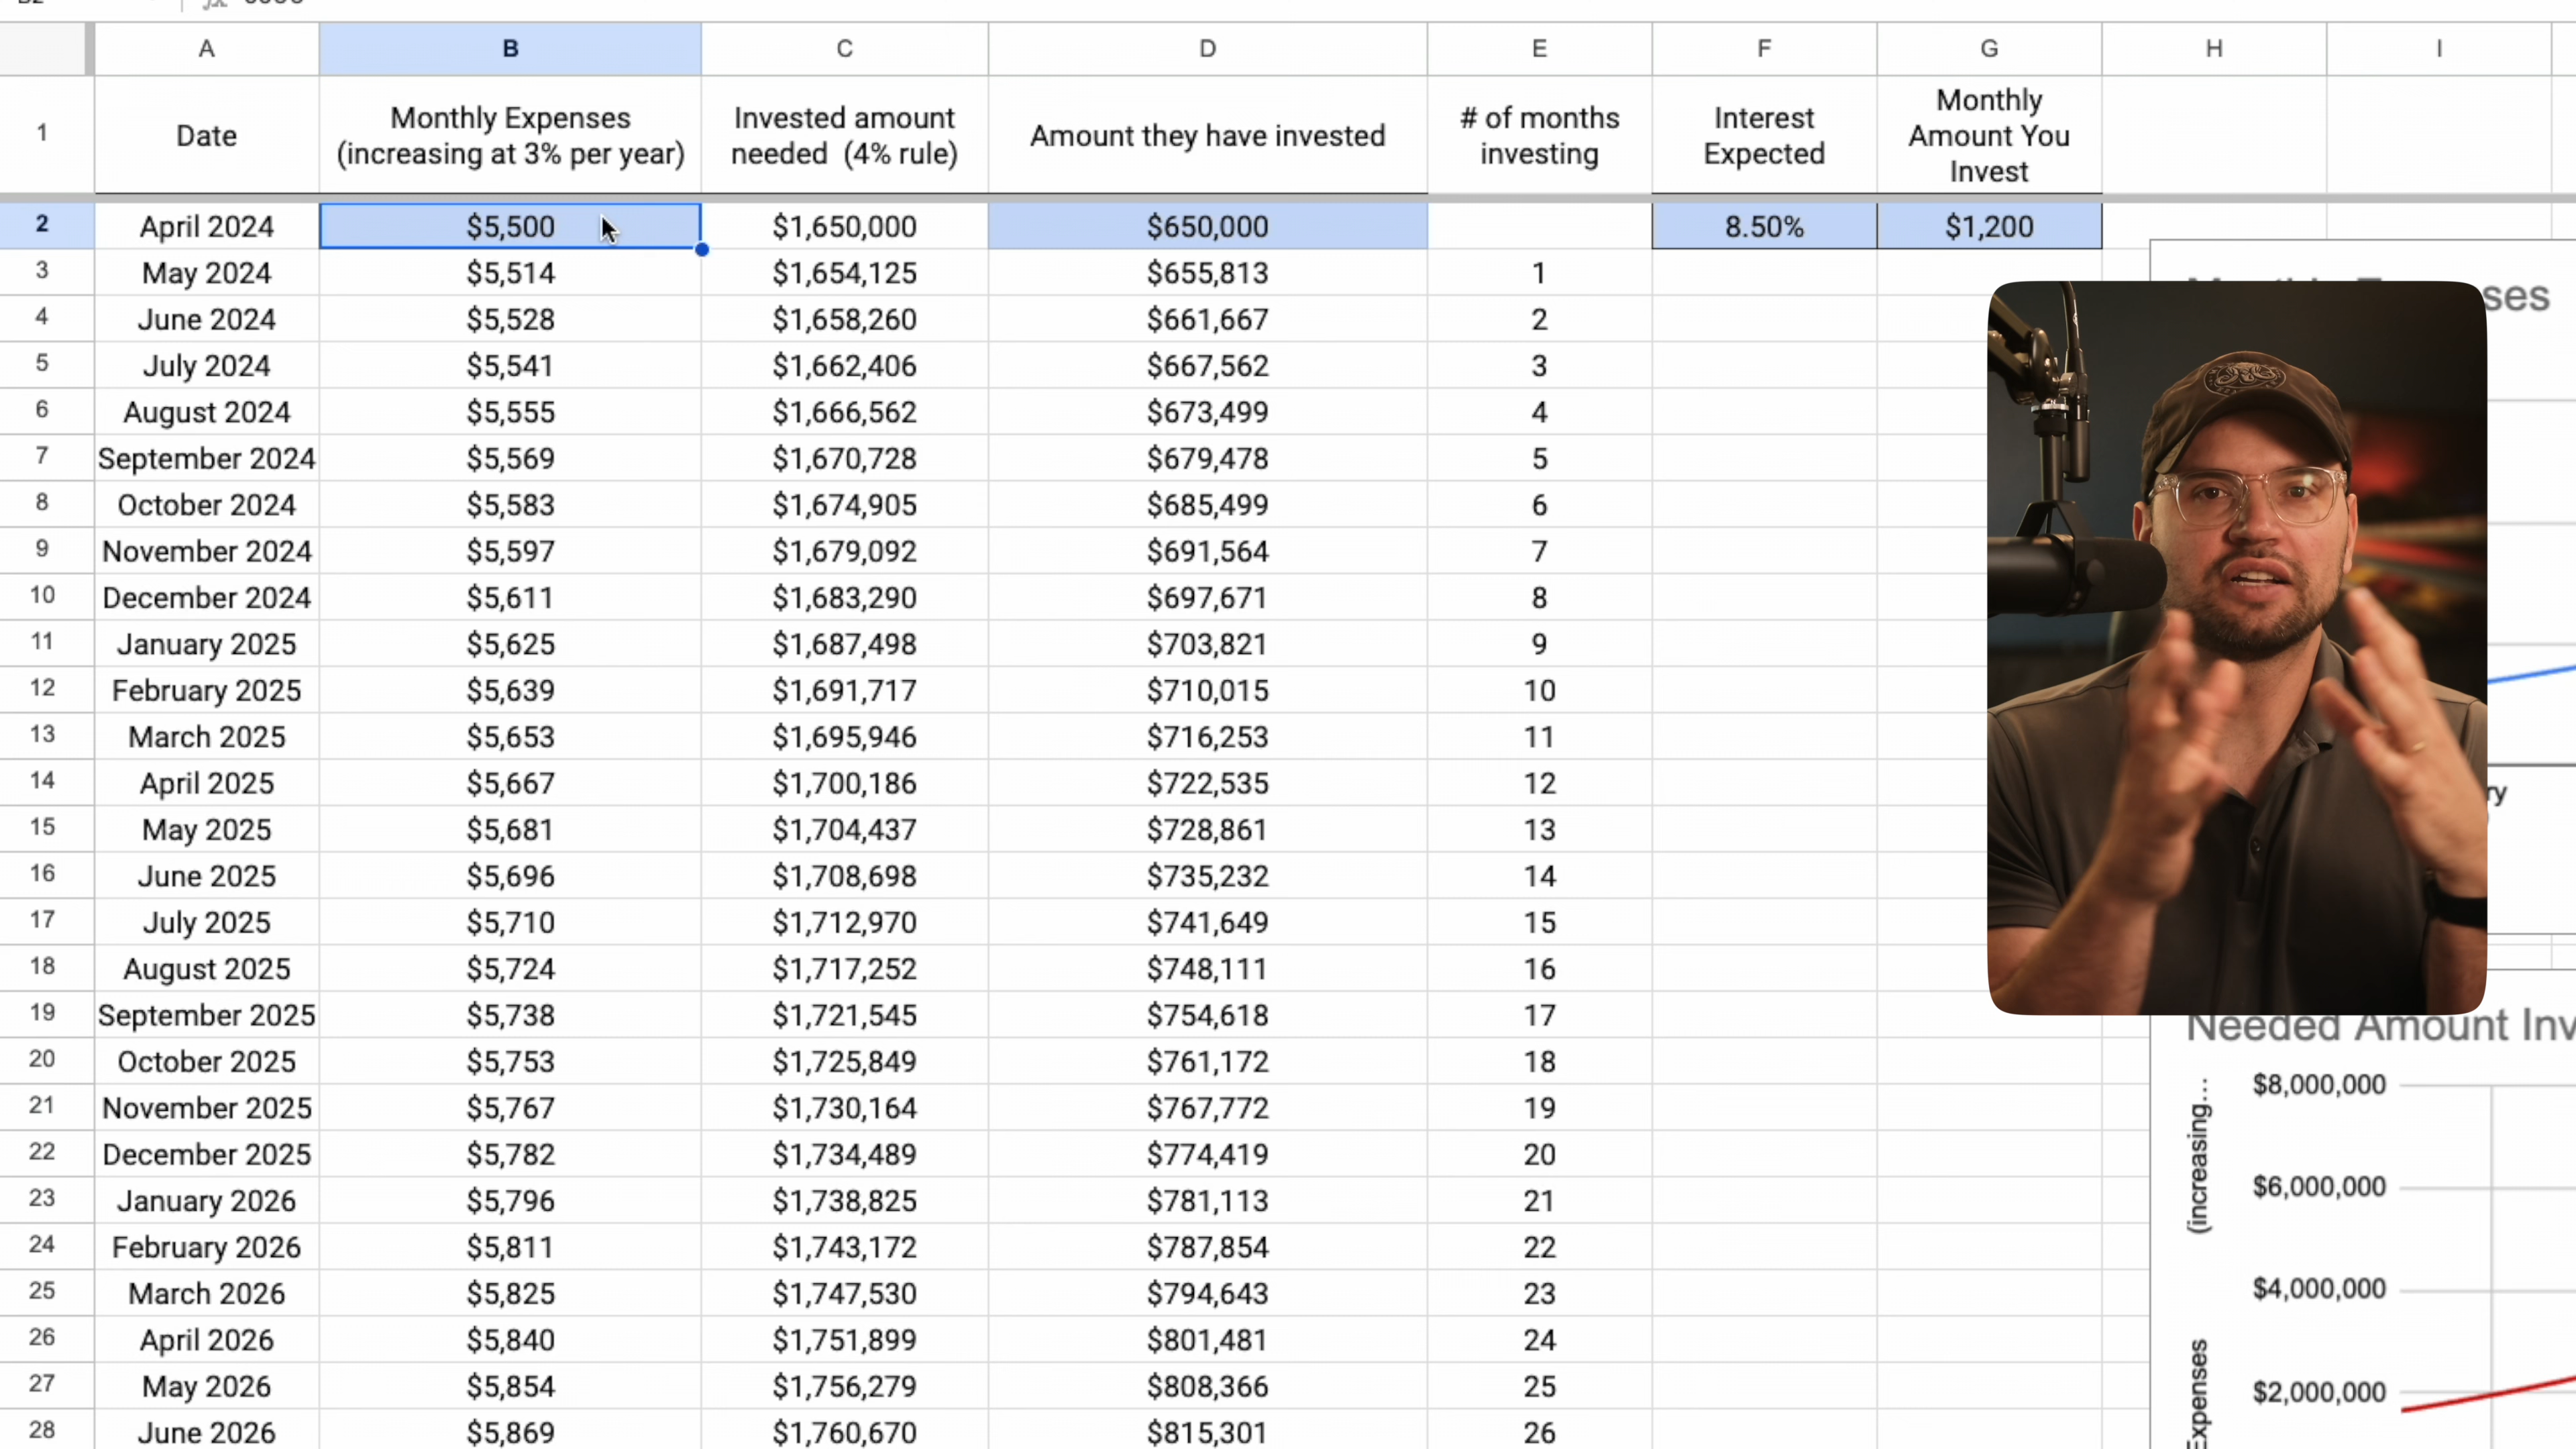 A B C D E F G H I
1 Date Monthly Expenses (increasing at 3% per year) Invested amount needed (4% rule) Amount they have invested # of months investing Interest Expected Monthly Amount You Invest
2 April 2024 $5,500 $1,650,000 $650,000 8.50% $1,200
3 May 2024 $5,514 $1,654,125 $655,813 1
4 June 2024 $5,528 $1,658,260 $661,667 2
5 July 2024 $5,541 $1,662,406 $667,562 3
6 August 2024 $5,555 $1,666,562 $673,499 4
7 September 2024 $5,569 $1,670,728 $679,478 5
8 October 2024 $5,583 $1,674,905 $685,499 6
9 November 2024 $5,597 $1,679,092 $691,564 7
10 December 2024 $5,611 $1,683,290 $697,671 8
11 January 2025 $5,625 $1,687,498 $703,821 9
12 February 2025 $5,639 $1,691,717 $710,015 10
13 March 2025 $5,653 $1,695,946 $716,253 11
14 April 2025 $5,667 $1,700,186 $722,535 12
15 May 2025 $5,681 $1,704,437 $728,861 13
16 June 2025 $5,696 $1,708,698 $735,232 14
17 July 2025 $5,710 $1,712,970 $741,649 15
18 August 2025 $5,724 $1,717,252 $748,111 16
19 September 2025 $5,738 $1,721,545 $754,618 17
20 October 2025 $5,753 $1,725,849 $761,172 18
21 November 2025 $5,767 $1,730,164 $767,772 19
22 December 2025 $5,782 $1,734,489 $774,419 20
23 January 2026 $5,796 $1,738,825 $781,113 21
24 February 2026 $5,811 $1,743,172 $787,854 22
25 March 2026 $5,825 $1,747,530 $794,643 23
26 April 2026 $5,840 $1,751,899 $801,481 24
27 May 2026 $5,854 $1,756,279 $808,366 25
28 June 2026 $5,869 $1,760,670 $815,301 26
ses
ry
Needed Amount Inv
(increasing...
$8,000,000
$6,000,000
$4,000,000
$2,000,000
Expenses